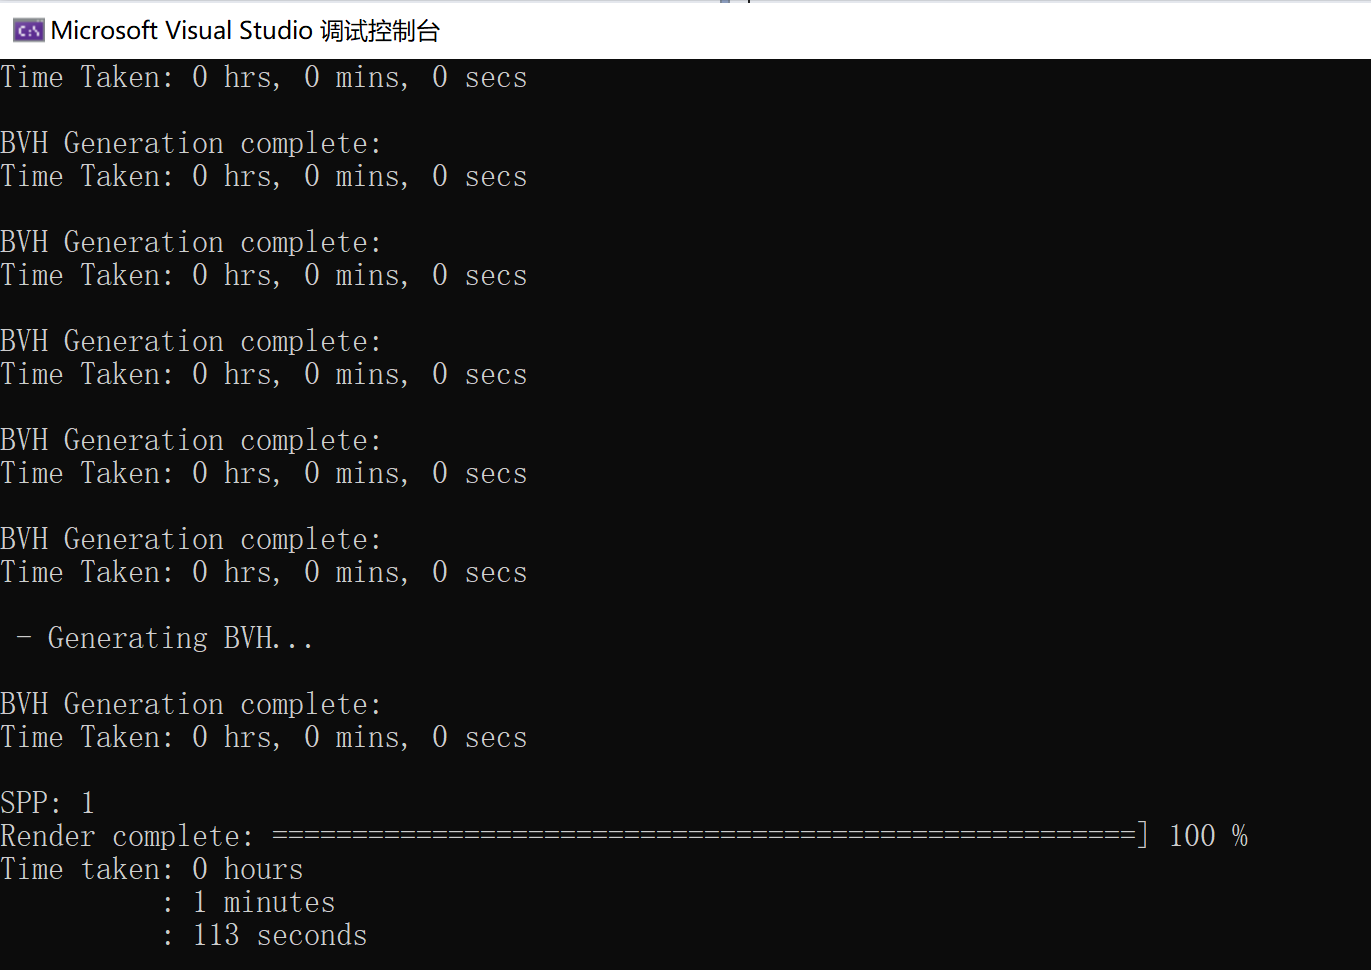 Microsoft Visual Studio 调试控制台
Time Taken: 0 hrs, 0 mins, 0 secs
BVH Generation complete:
Time Taken: 0 hrs, 0 mins, 0 secs
BVH Generation complete:
Time Taken: 0 hrs, 0 mins, 0 secs
BVH Generation complete:
Time Taken: 0 hrs, 0 mins, 0 secs
BVH Generation complete:
Time Taken: 0 hrs, 0 mins, 0 secs
BVH Generation complete:
Time Taken: 0 hrs, 0 mins, 0 secs
 - Generating BVH...
BVH Generation complete:
Time Taken: 0 hrs, 0 mins, 0 secs
SPP: 1
Render complete: ======================================================] 100 %
Time taken: 0 hours
          : 1 minutes
          : 113 seconds